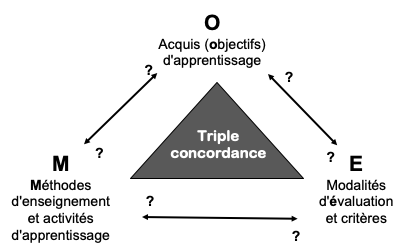 O
Acquis (objectifs)
d'apprentissage
?
?
Triple
concordance
?
?
M
Méthodes
d'enseignement
et activités
d'apprentissage
?
?
E
Modalités
d'évaluation
et critères